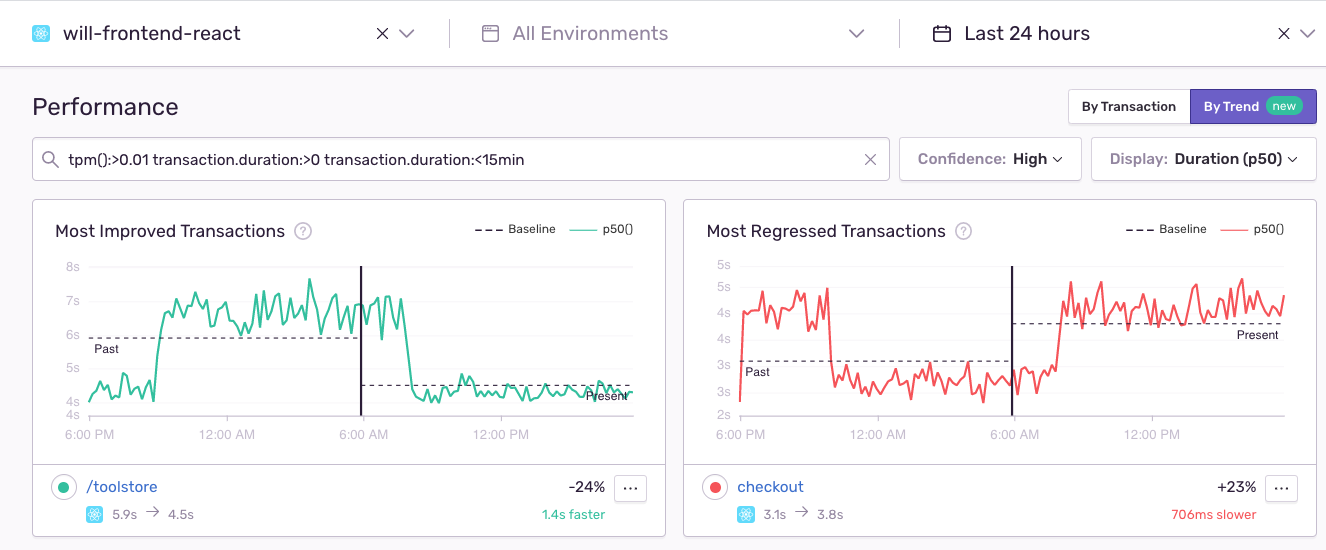 will-frontend-react All Environments Last 24 hours
Performance By Transaction By Trend new
tpm():>0.01 transaction.duration:>0 transaction.duration:<15min Confidence: High Display: Duration (p50)
Most Improved Transactions ? Baseline p50()
8s
7s
6s
Past
5s
4s
Present
4s
6:00 PM 12:00 AM 6:00 AM 12:00 PM
/toolstore -24% ...
5.9s → 4.5s 1.4s faster
Most Regressed Transactions ? Baseline p50()
5s
5s
4s
Present
4s
3s
Past
3s
2s
6:00 PM 12:00 AM 6:00 AM 12:00 PM
checkout +23% ...
3.1s → 3.8s 706ms slower